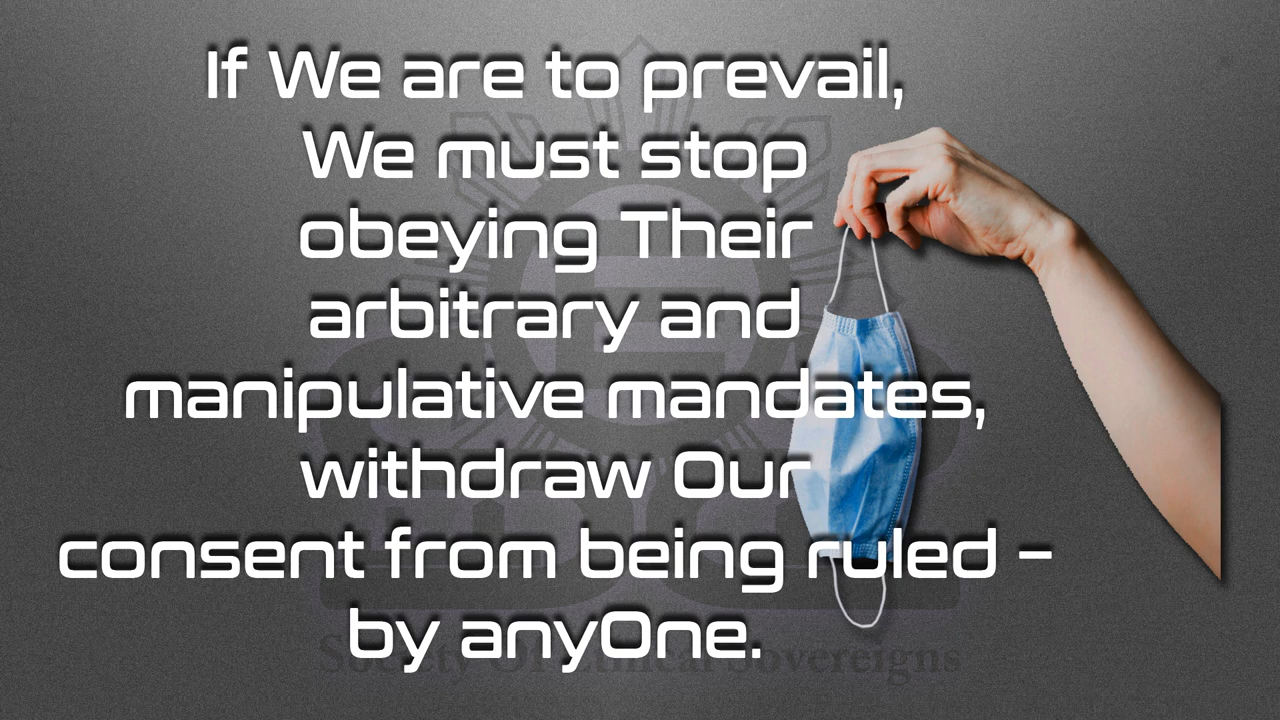 If We are to prevail,
We must stop
obeying Their
arbitrary and
manipulative mandates,
withdraw Our
consent from being ruled –
by anyOne.
Society Of Ethical Sovereigns